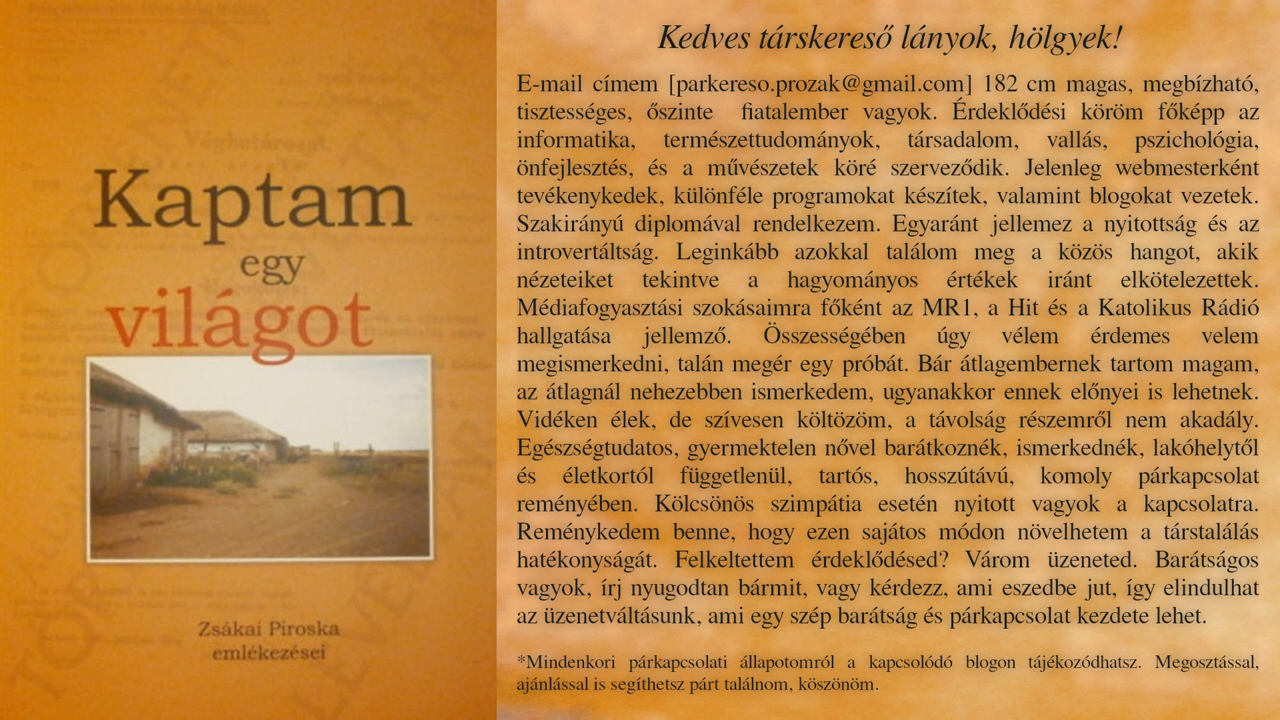 Kaptam
egy
világot
Zsákai Piroska
emlékezései
Kedves társkereső lányok, hölgyek!
E-mail címem [parkereso.prozak@gmail.com] 182 cm magas, megbízható,
tisztességes, őszinte fiatalember vagyok. Érdeklődési köröm főképp az
informatika, természettudományok, társadalom, vallás, pszichológia,
önfejlesztés, és a művészetek köré szerveződik. Jelenleg webmesterként
tevékenykedek, különféle programokat készítek, valamint blogokat vezetek.
Szakirányú diplomával rendelkezem. Egyaránt jellemez a nyitottság és az
introvertáltság. Leginkább azokkal találom meg a közös hangot, akik
nézeteiket tekintve a hagyományos értékek iránt elkötelezettek.
Médiafogyasztási szokásaimra főként az MR1, a Hit és a Katolikus Rádió
hallgatása jellemző. Összességében úgy vélem érdemes velem
megismerkedni, talán megér egy próbát. Bár átlagembernek tartom magam,
az átlagnál nehezebben ismerkedem, ugyanakkor ennek előnyei is lehetnek.
Vidéken élek, de szívesen költözöm, a távolság részemről nem akadály.
Egészségtudatos, gyermektelen nővel barátkoznék, ismerkednék, lakóhelytől
és életkortól függetlenül, tartós, hosszútávú, komoly párkapcsolat
reményében. Kölcsönös szimpátia esetén nyitott vagyok a kapcsolatra.
Reménykedem benne, hogy ezen sajátos módon növelhetem a társtalálás
hatékonyságát. Felkeltettem érdeklődésed? Várom üzeneted. Barátságos
vagyok, írj nyugodtan bármit, vagy kérdezz, ami eszedbe jut, így elindulhat
az üzenetváltásunk, ami egy szép barátság és párkapcsolat kezdete lehet.
*Mindenkori párkapcsolati állapotomról a kapcsolódó blogon tájékozódhatsz. Megosztással,
ajánlással is segíthetsz párt találnom, köszönöm.